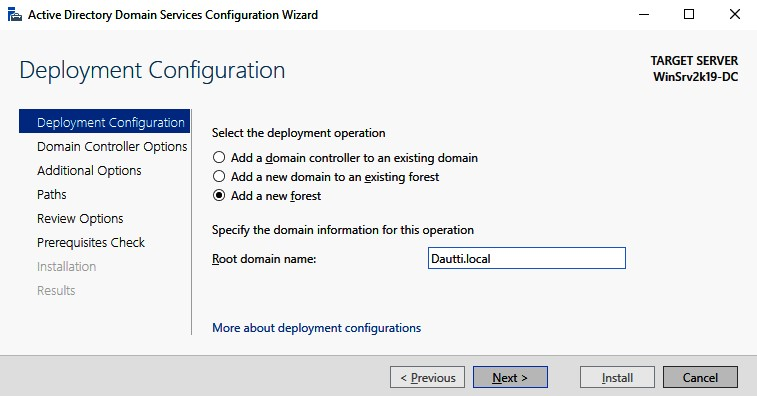 Active Directory Domain Services Configuration Wizard
Deployment Configuration
TARGET SERVER
WinSrv2k19-DC
Deployment Configuration
Domain Controller Options
Additional Options
Paths
Review Options
Prerequisites Check
Installation
Results
Select the deployment operation
Add a domain controller to an existing domain
Add a new domain to an existing forest
Add a new forest
Specify the domain information for this operation
Root domain name:
Dautti.local
More about deployment configurations
< Previous
Next >
Install
Cancel